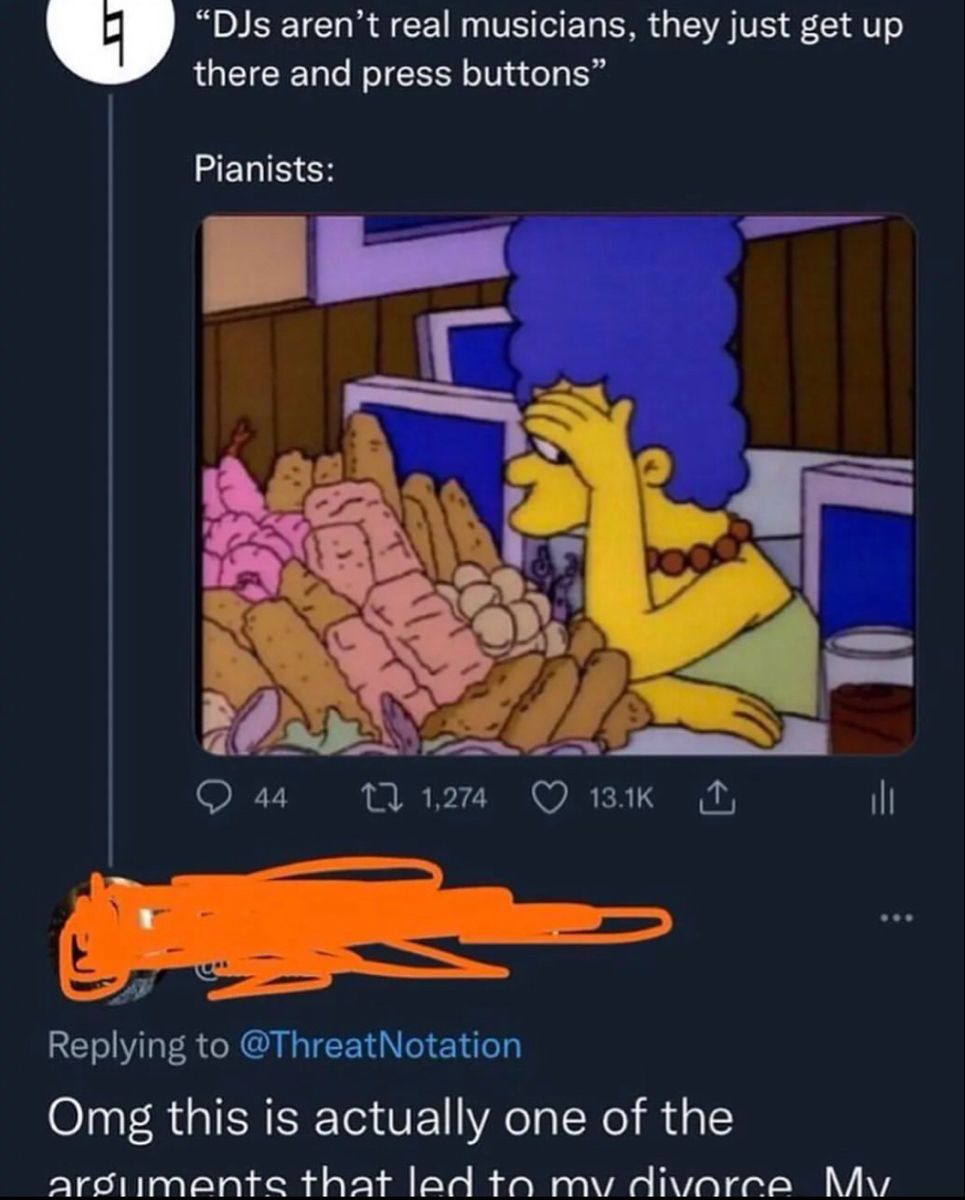 “DJs aren’t real musicians, they just get up
there and press buttons”
Pianists:
44 1,274 13.1K
Replying to @ThreatNotation
Omg this is actually one of the
arguments that led to my divorce. My